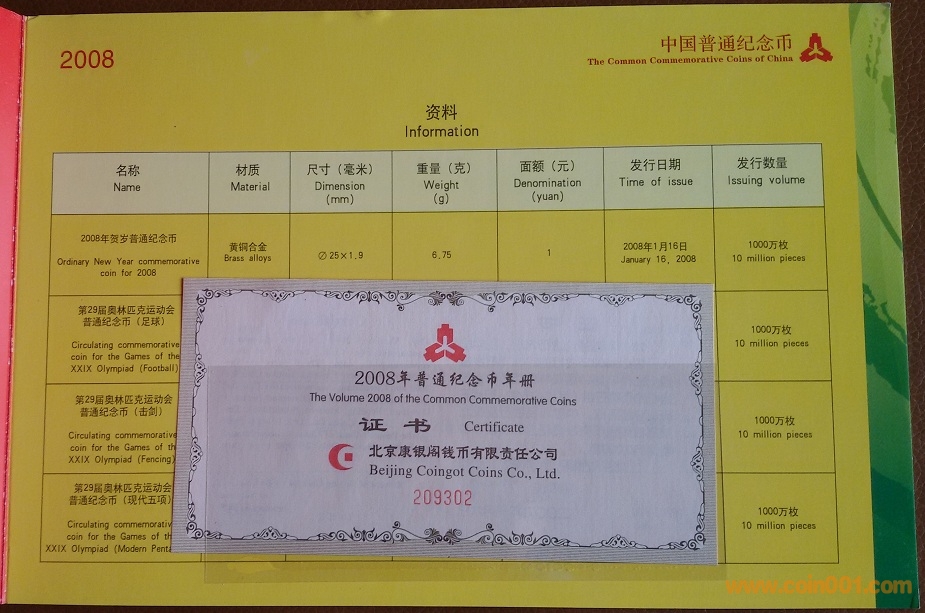 2008
中国普通纪念币
The Common Commemorative Coins of China
资料
Information
名称
Name
材质
Material
尺寸（毫米）
Dimension
(mm)
重量（克）
Weight
(g)
面额（元）
Denomination
(yuan)
发行日期
Time of issue
发行数量
Issuing volume
2008年贺岁普通纪念币
Ordinary New Year commemorative
coin for 2008
黄铜合金
Brass alloys
∅25×1.9
6.75
1
2008年1月16日
January 16, 2008
1000万枚
10 million pieces
第29届奥林匹克运动会
普通纪念币（足球）
Circulating commemorative
coin for the Games of the
XXIX Olympiad (Football)
1000万枚
10 million pieces
第29届奥林匹克运动会
普通纪念币（击剑）
Circulating commemorative
coin for the Games of the
XXIX Olympiad (Fencing)
1000万枚
10 million pieces
第29届奥林匹克运动会
普通纪念币（现代五项）
Circulating commemorativ
coin for the Games of th
XXIX Olympiad (Modern Penta
1000万枚
10 million pieces
2008年普通纪念币年册
The Volume 2008 of the Common Commemorative Coins
证书 Certificate
北京康银阁钱币有限责任公司
Beijing Coingot Coins Co., Ltd.
209302
www.coin001.com